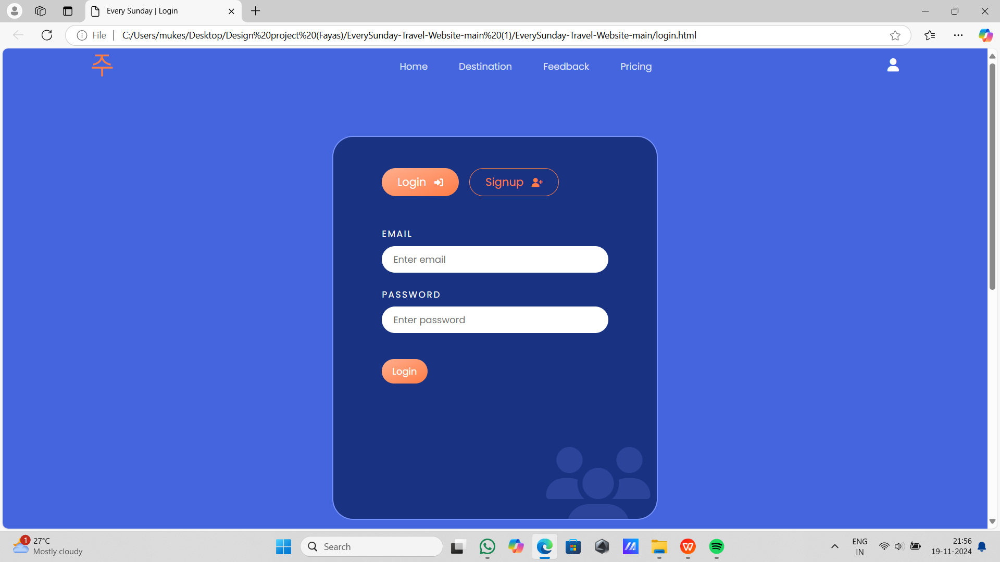 Every Sunday | Login
File | C:/Users/mukes/Desktop/Design%20project%20(Fayas)/EverySunday-Travel-Website-main%20(1)/EverySunday-Travel-Website-main/login.html
주 Home Destination Feedback Pricing
Login Signup
EMAIL
Enter email
PASSWORD
Enter password
Login
1 27°C
Mostly cloudy
Search
ENG
IN
21:56
19-11-2024